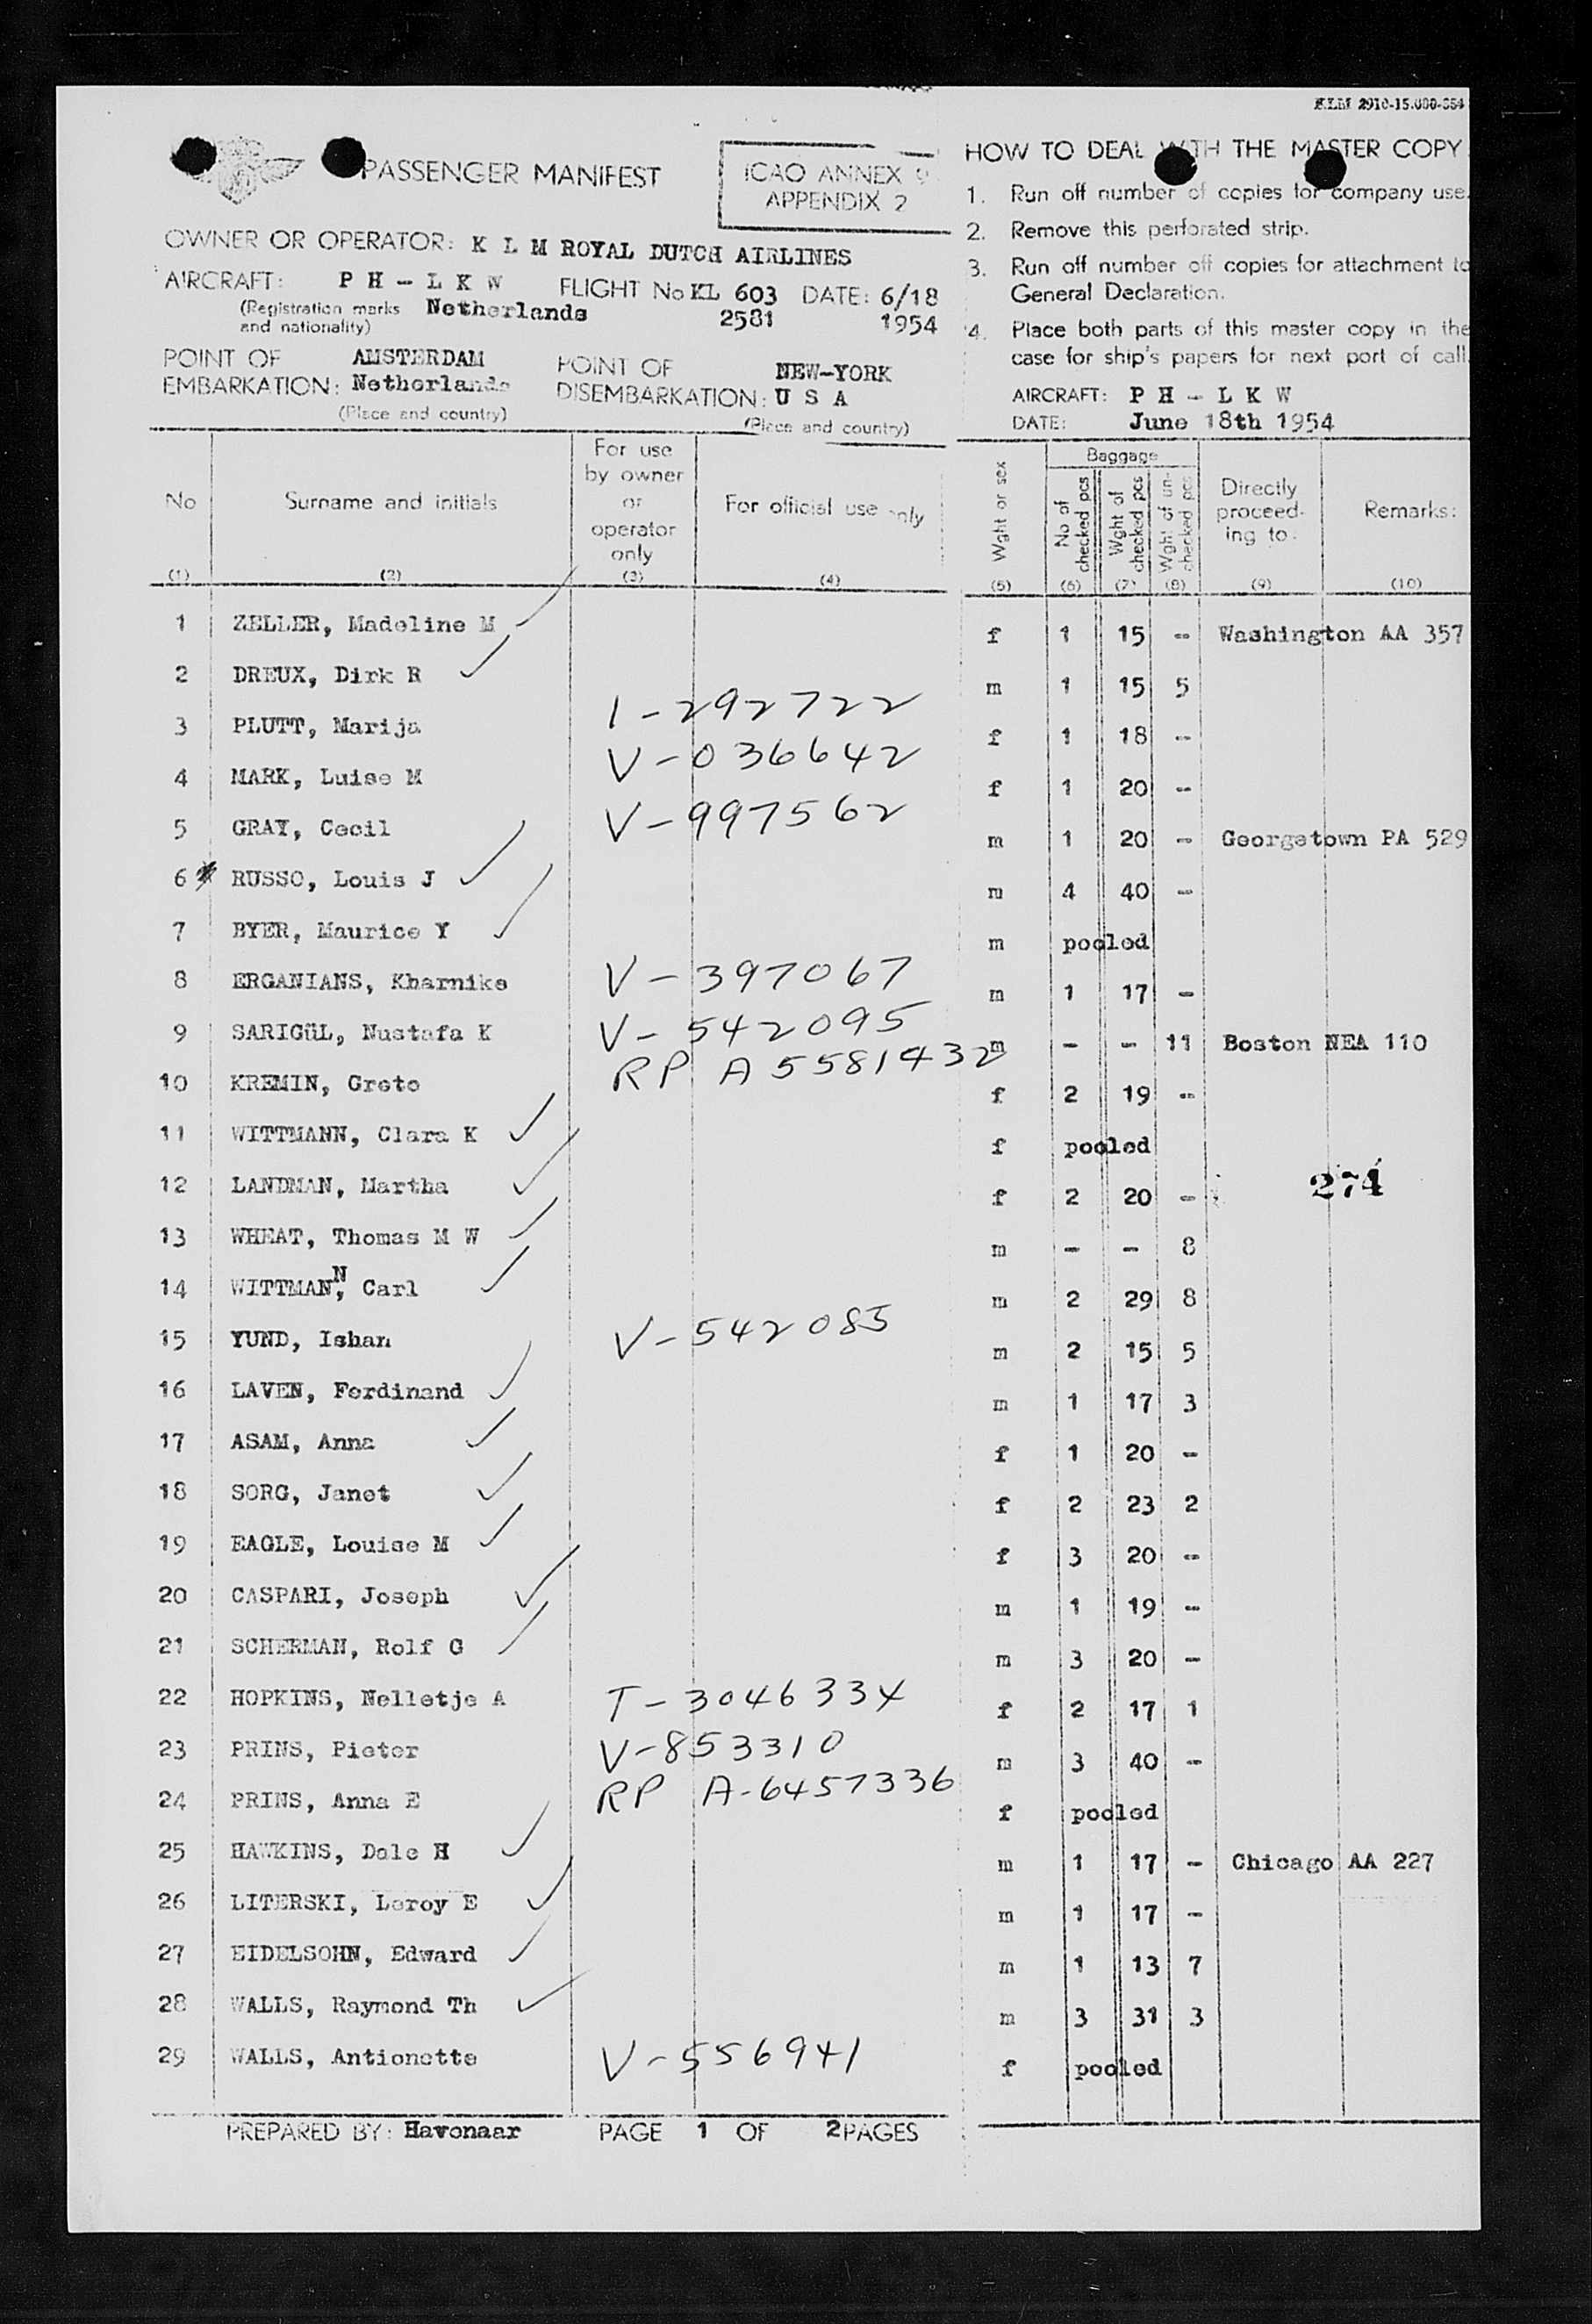 KLM 2910-15.000-354
PASSENGER MANIFEST
ICAO ANNEX 9
APPENDIX 2
OWNER OR OPERATOR: K L M ROYAL DUTCH AIRLINES
AIRCRAFT: P H - L K W FLIGHT No KL 603 DATE: 6/18
(Registration marks and nationality) Netherlands 2581 1954
POINT OF EMBARKATION: AMSTERDAM Netherlands
(Place and country)
POINT OF DISEMBARKATION: NEW-YORK U S A
(Place and country)
HOW TO DEAL WITH THE MASTER COPY
1. Run off number of copies for company use.
2. Remove this perforated strip.
3. Run off number off copies for attachment to
General Declaration.
4. Place both parts of this master copy in the
case for ship's papers for next port of call.
AIRCRAFT: P H - L K W
DATE: June 18th 1954
No Surname and initials For use by owner or operator only For official use only Wght or sex Baggage No of checked pcs Wght of checked pcs Wght of un-checked pcs Directly proceed-ing to: Remarks:
(1) (2) (3) (4) (5) (6) (7) (8) (9) (10)
1 ZELLER, Madeline M f 1 15 -- Washington AA 357
2 DREUX, Dirk R m 1 15 5
3 PLUTT, Marija I-292722 f 1 18 --
4 MARK, Luise M V-036642 f 1 20 --
5 GRAY, Cecil V-997562 m 1 20 -- Georgetown PA 529
6 RUSSO, Louis J m 4 40 --
7 BYER, Maurice Y m pooled
8 ERGANIANS, Kharniks V-397067 m 1 17 --
9 SARIGüL, Nustafa K V-542095 m -- -- 11 Boston NEA 110
10 KREMIN, Grete RP A 5581432 f 2 19 --
11 WITTMANN, Clara K f pooled
12 LANDMAN, Martha f 2 20 --
274
13 WHEAT, Thomas M W m -- -- 8
14 WITTMANN, Carl m 2 29 8
15 YUND, Ishan V-542085 m 2 15 5
16 LAVEN, Ferdinand m 1 17 3
17 ASAM, Anna f 1 20 --
18 SORG, Janet f 2 23 2
19 EAGLE, Louise M f 3 20 --
20 CASPARI, Joseph m 1 19 --
21 SCHERMAN, Rolf G m 3 20 --
22 HOPKINS, Nelletje A T-3046334 f 2 17 1
23 PRINS, Pieter V-853310 m 3 40 --
24 PRINS, Anna E RP A-6457336 f pooled
25 HAWKINS, Dale H m 1 17 -- Chicago AA 227
26 LITERSKI, Leroy E m 1 17 --
27 EIDELSOHN, Edward m 1 13 7
28 WALLS, Raymond Th m 3 31 3
29 WALLS, Antionette V-556941 f pooled
PREPARED BY: Havenaar PAGE 1 OF 2 PAGES